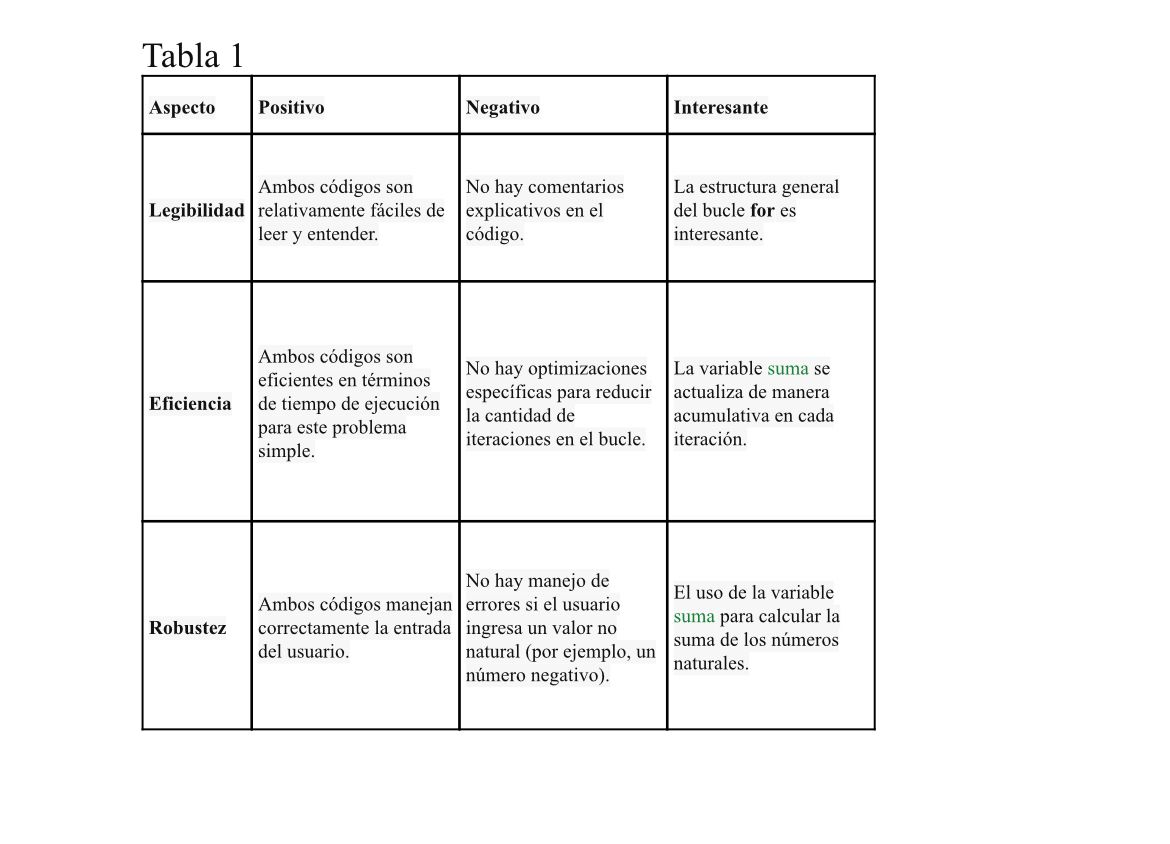 Tabla 1
Aspecto
Positivo
Negativo
Interesante
Legibilidad
Ambos códigos son
relativamente fáciles de
leer y entender.
No hay comentarios
explicativos en el
código.
La estructura general
del bucle for es
interesante.
Eficiencia
Ambos códigos son
eficientes en términos
de tiempo de ejecución
para este problema
simple.
No hay optimizaciones
específicas para reducir
la cantidad de
iteraciones en el bucle.
La variable suma se
actualiza de manera
acumulativa en cada
iteración.
Robustez
Ambos códigos manejan
correctamente la entrada
del usuario.
No hay manejo de
errores si el usuario
ingresa un valor no
natural (por ejemplo, un
número negativo).
El uso de la variable
suma para calcular la
suma de los números
naturales.